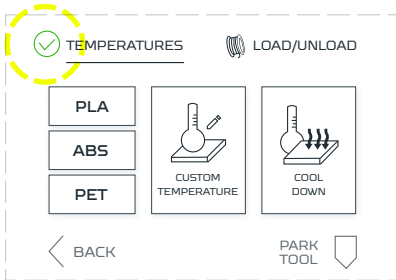 TEMPERATURES
LOAD/UNLOAD
PLA
ABS
PET
CUSTOM
TEMPERATURE
COOL
DOWN
BACK
PARK
TOOL